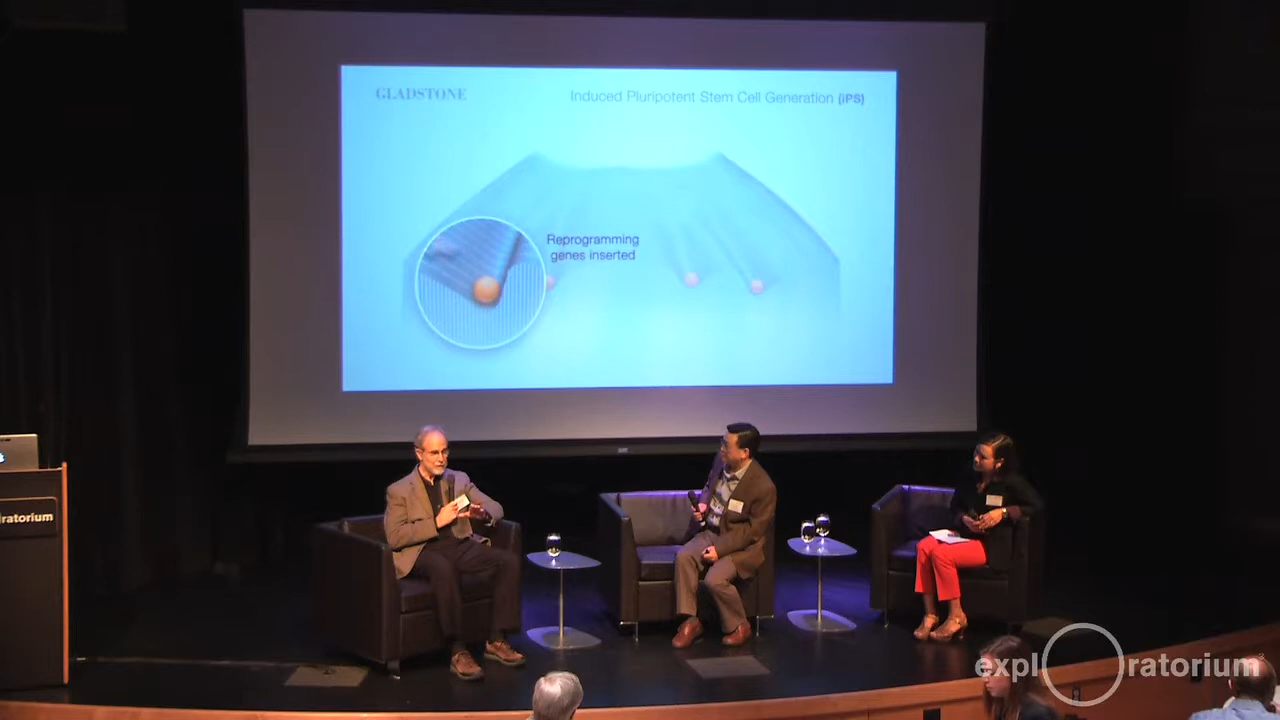 GLADSTONE
Induced Pluripotent Stem Cell Generation (iPS)
Reprogramming
genes inserted
ratorium
expl ratorium